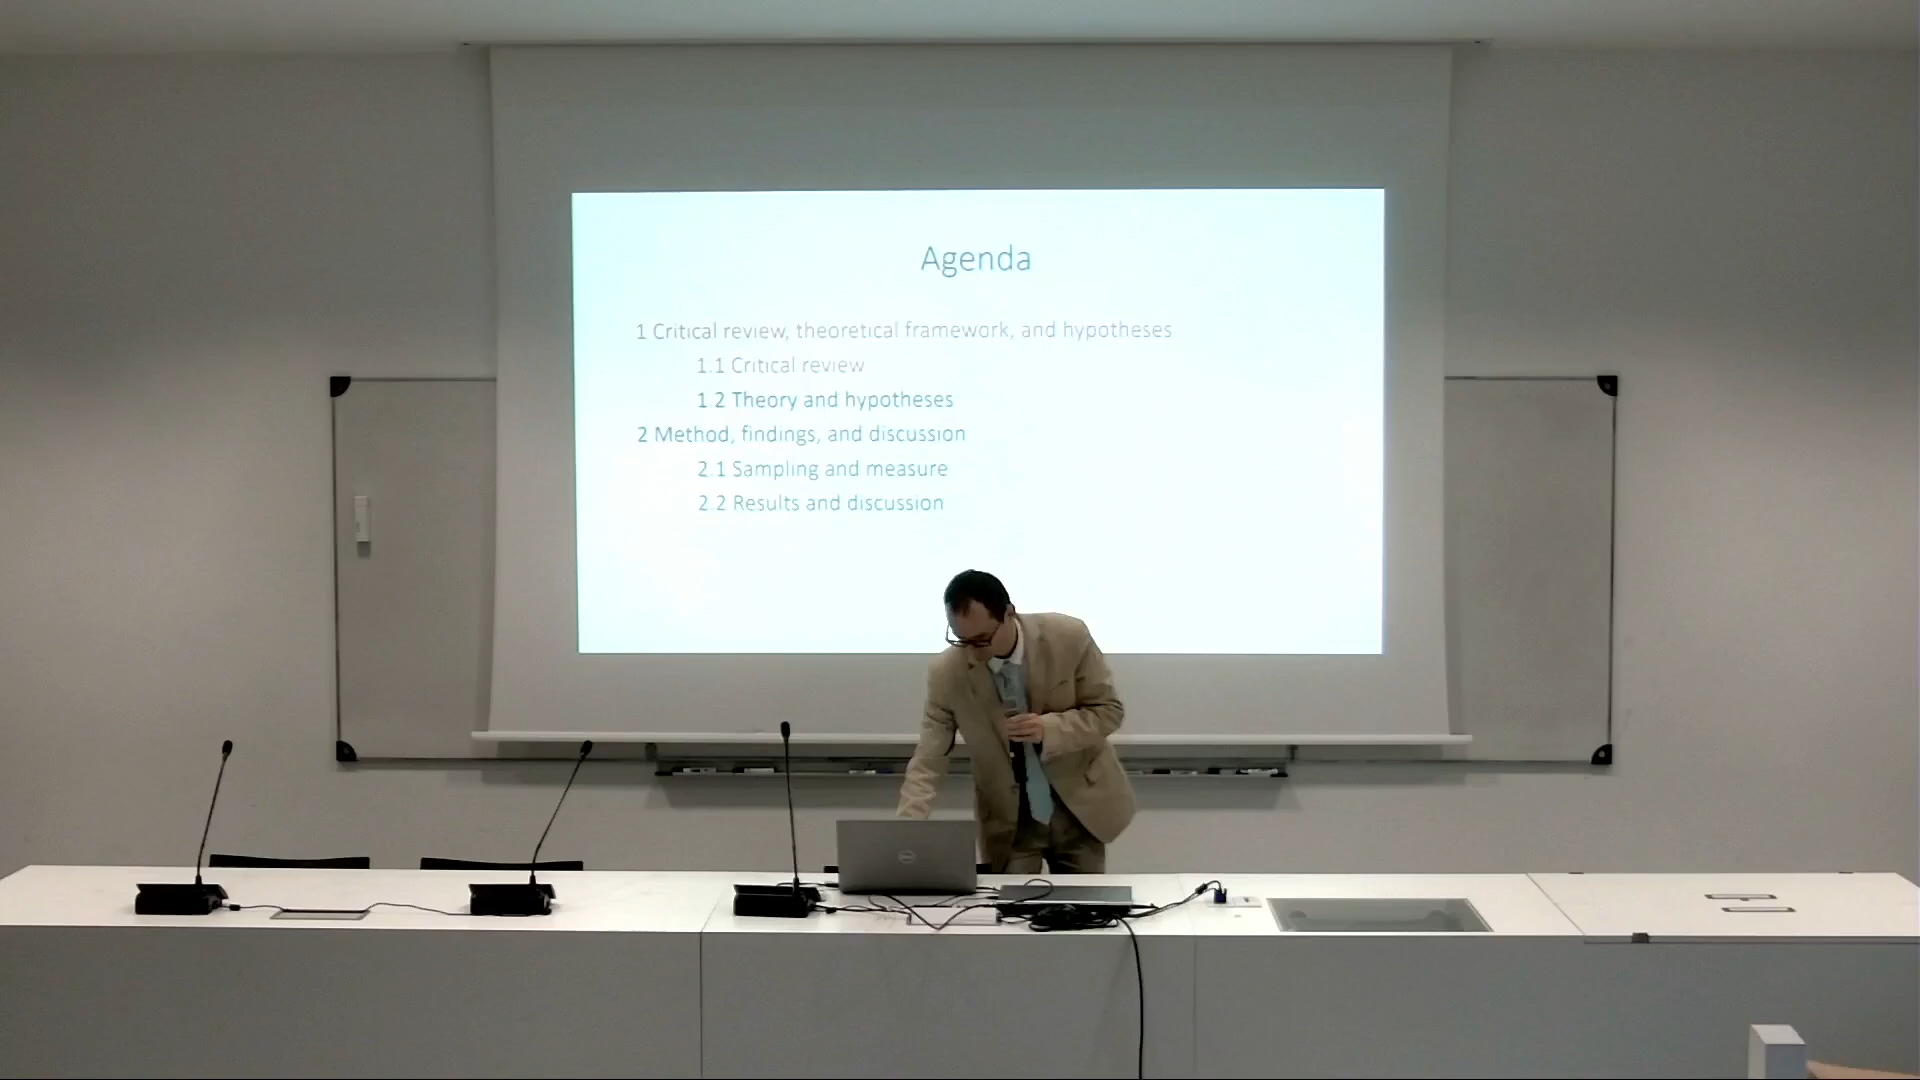 Agenda
1 Critical review, theoretical framework, and hypotheses
1.1 Critical review
1.2 Theory and hypotheses
2 Method, findings, and discussion
2.1 Sampling and measure
2.2 Results and discussion
DELL